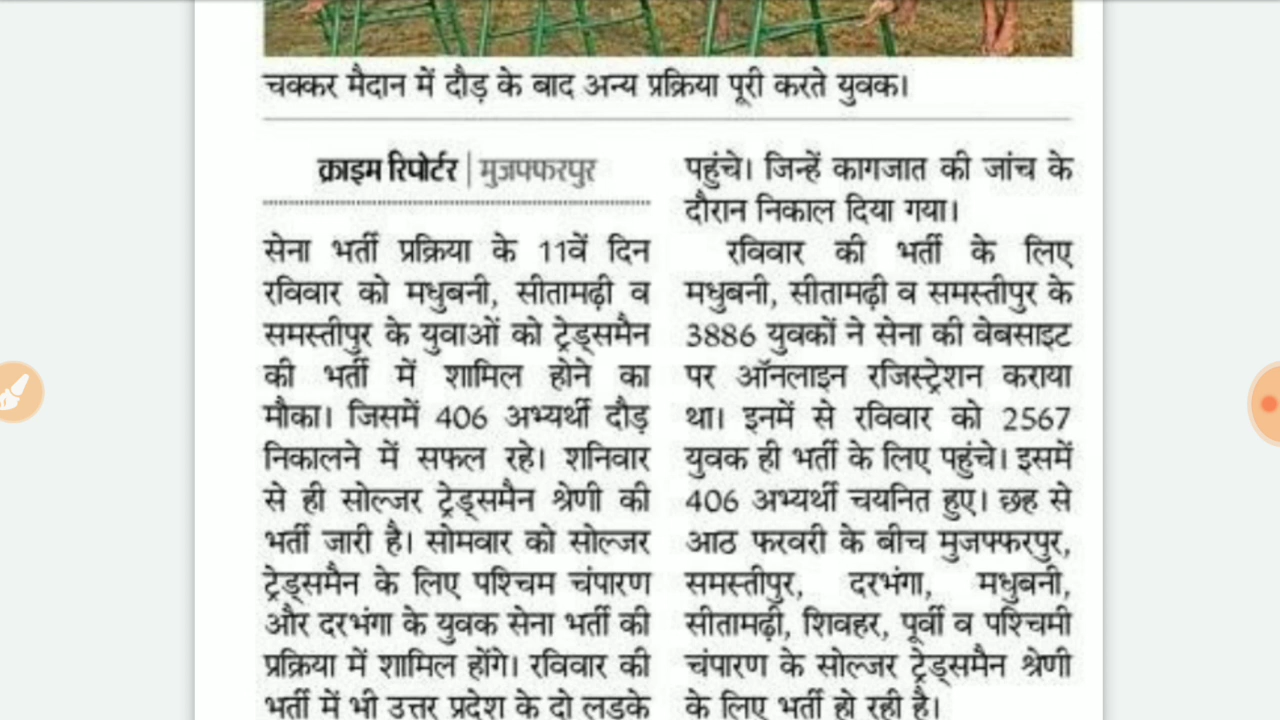 चक्कर मैदान में दौड़ के बाद अन्य प्रक्रिया पूरी करते युवक।
क्राइम रिपोर्टर | मुजफ्फरपुर
सेना भर्ती प्रक्रिया के 11वें दिन
रविवार को मधुबनी, सीतामढ़ी व
समस्तीपुर के युवाओं को ट्रेड्समैन
की भर्ती में शामिल होने का
मौका। जिसमें 406 अभ्यर्थी दौड़
निकालने में सफल रहे। शनिवार
से ही सोल्जर ट्रेड्समैन श्रेणी की
भर्ती जारी है। सोमवार को सोल्जर
ट्रेड्समैन के लिए पश्चिम चंपारण
और दरभंगा के युवक सेना भर्ती की
प्रक्रिया में शामिल होंगे। रविवार की
भर्ती में भी उत्तर प्रदेश के दो लड़के
पहुंचे। जिन्हें कागजात की जांच के
दौरान निकाल दिया गया।
रविवार की भर्ती के लिए
मधुबनी, सीतामढ़ी व समस्तीपुर के
3886 युवकों ने सेना की वेबसाइट
पर ऑनलाइन रजिस्ट्रेशन कराया
था। इनमें से रविवार को 2567
युवक ही भर्ती के लिए पहुंचे। इसमें
406 अभ्यर्थी चयनित हुए। छह से
आठ फरवरी के बीच मुजफ्फरपुर,
समस्तीपुर, दरभंगा, मधुबनी,
सीतामढ़ी, शिवहर, पूर्वी व पश्चिमी
चंपारण के सोल्जर ट्रेड्समैन श्रेणी
के लिए भर्ती हो रही है।